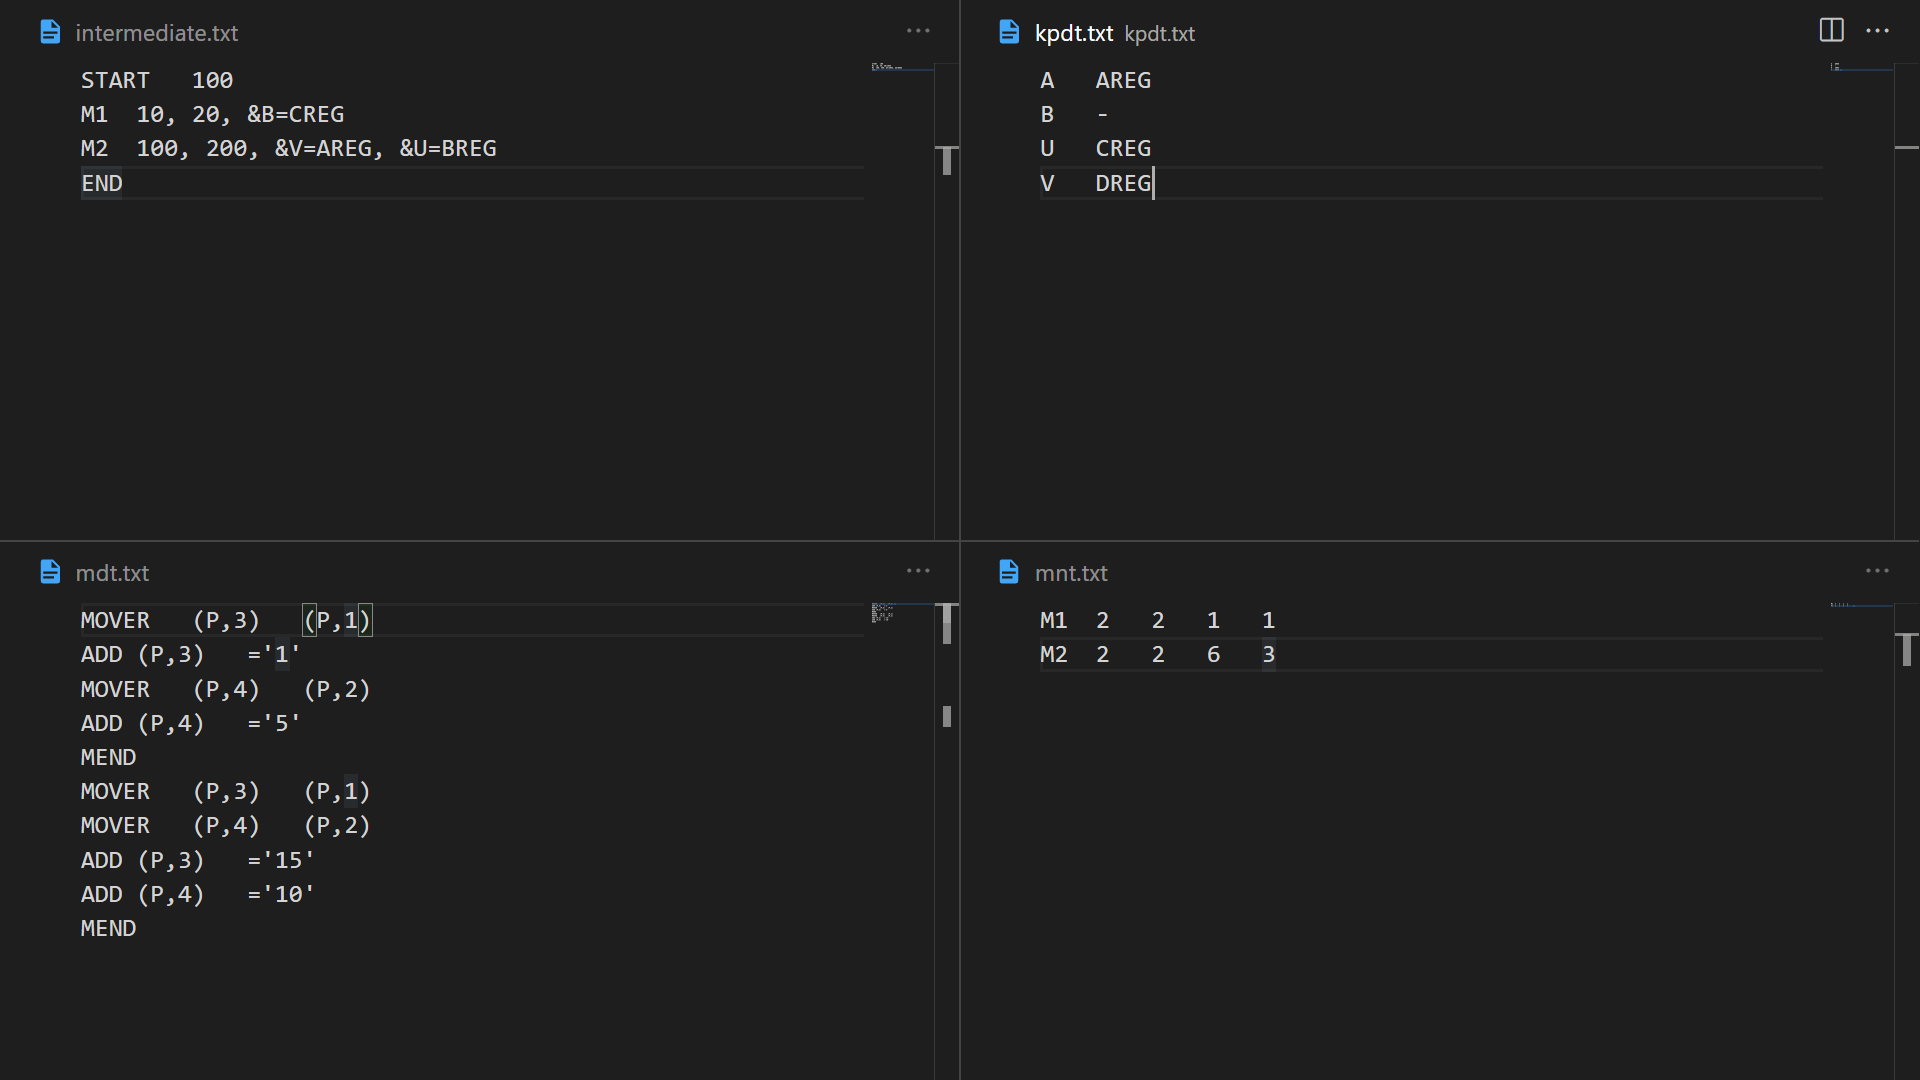 intermediate.txt
START   100
M1  10, 20, &B=CREG
M2  100, 200, &V=AREG, &U=BREG
END
kpdt.txt kpdt.txt
A   AREG
B   -
U   CREG
V   DREG
mdt.txt
MOVER   (P,3)   (P,1)
ADD (P,3)   ='1'
MOVER   (P,4)   (P,2)
ADD (P,4)   ='5'
MEND
MOVER   (P,3)   (P,1)
MOVER   (P,4)   (P,2)
ADD (P,3)   ='15'
ADD (P,4)   ='10'
MEND
mnt.txt
M1  2   2   1   1
M2  2   2   6   3